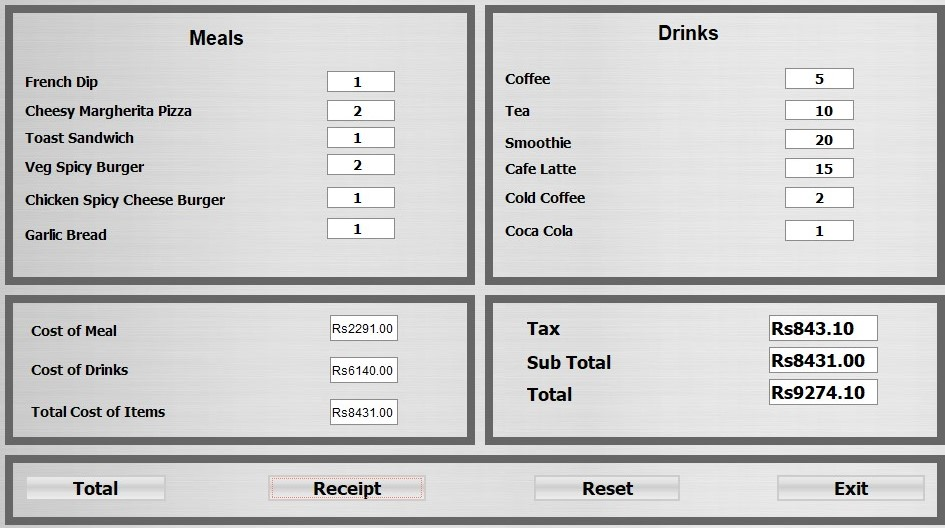 Meals
French Dip 1
Cheesy Margherita Pizza 2
Toast Sandwich 1
Veg Spicy Burger 2
Chicken Spicy Cheese Burger 1
Garlic Bread 1
Drinks
Coffee 5
Tea 10
Smoothie 20
Cafe Latte 15
Cold Coffee 2
Coca Cola 1
Cost of Meal Rs2291.00
Cost of Drinks Rs6140.00
Total Cost of Items Rs8431.00
Tax Rs843.10
Sub Total Rs8431.00
Total Rs9274.10
Total Receipt Reset Exit